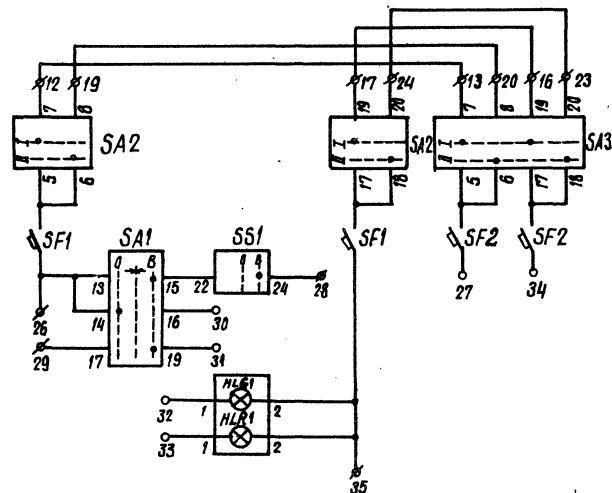 12 19 17 24 13 20 16 23
7 8 19 20 7 8 19 20
I I I
II SA2 II SA2 II SA3
5 6 17 18 5 6 17 18
SF1 SA1 SS1 SF1 SF2 SF2
O B O B
13 15 22 24 28 27 34
26 14 16 30
29 17 19 31
HLG1
32 1 2
HLR1
33 1 2
35